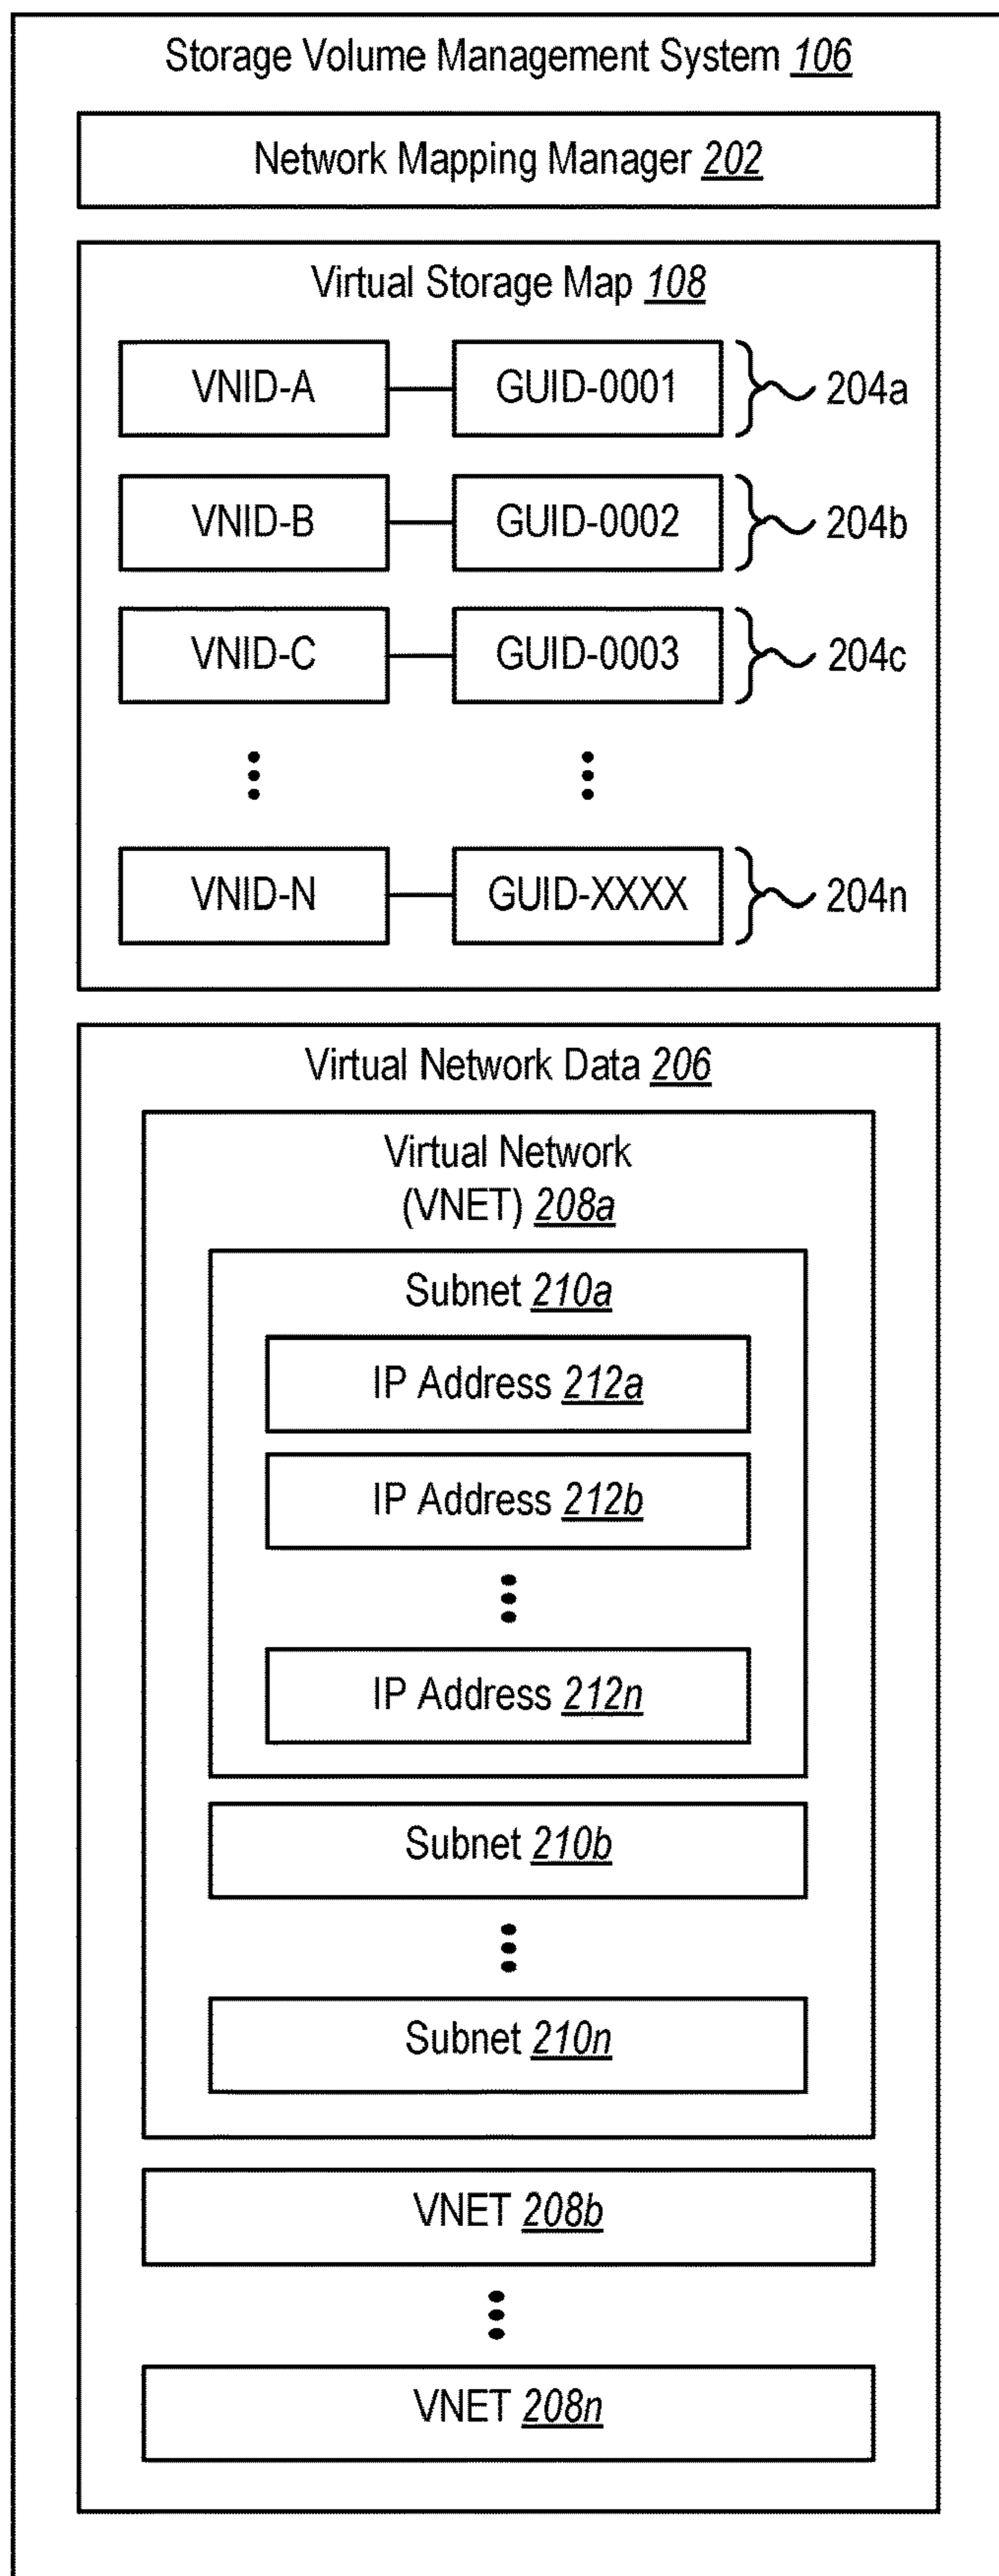 Storage Volume Management System 106
Network Mapping Manager 202
Virtual Storage Map 108
VNID-A GUID-0001 204a
VNID-B GUID-0002 204b
VNID-C GUID-0003 204c
VNID-N GUID-XXXX 204n
Virtual Network Data 206
Virtual Network
(VNET) 208a
Subnet 210a
IP Address 212a
IP Address 212b
IP Address 212n
Subnet 210b
Subnet 210n
VNET 208b
VNET 208n